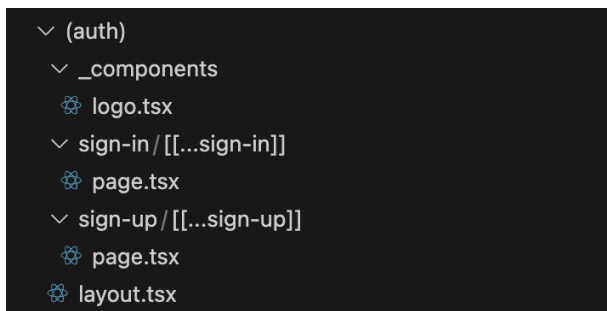 (auth)
_components
logo.tsx
sign-in/[[...sign-in]]
page.tsx
sign-up/[[...sign-up]]
page.tsx
layout.tsx